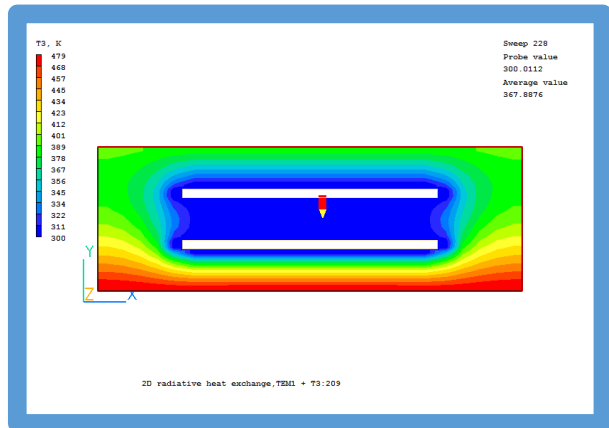 T3, K
479
468
457
445
434
423
412
401
389
378
367
356
345
334
322
311
300
Sweep 228
Probe value
300.0112
Average value
367.8876
Y
Z
X
2D radiative heat exchange,TEM1 + T3:209